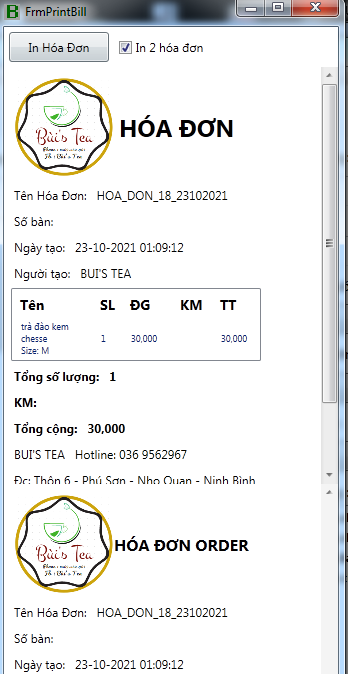 FrmPrintBill
In Hóa Đơn
In 2 hóa đơn
Bùi's Tea
HÓA ĐƠN
Tên Hóa Đơn: HOA_DON_18_23102021
Số bàn:
Ngày tạo: 23-10-2021 01:09:12
Người tạo: BUI'S TEA
Tên SL ĐG KM TT
trà đào kem
chesse 1 30,000 30,000
Size: M
Tổng số lượng: 1
KM:
Tổng cộng: 30,000
BUI'S TEA Hotline: 036 9562967
Đc: Thôn 6 - Phú Sơn - Nho Quan - Ninh Bình
Bùi's Tea
HÓA ĐƠN ORDER
Tên Hóa Đơn: HOA_DON_18_23102021
Số bàn:
Ngày tạo: 23-10-2021 01:09:12